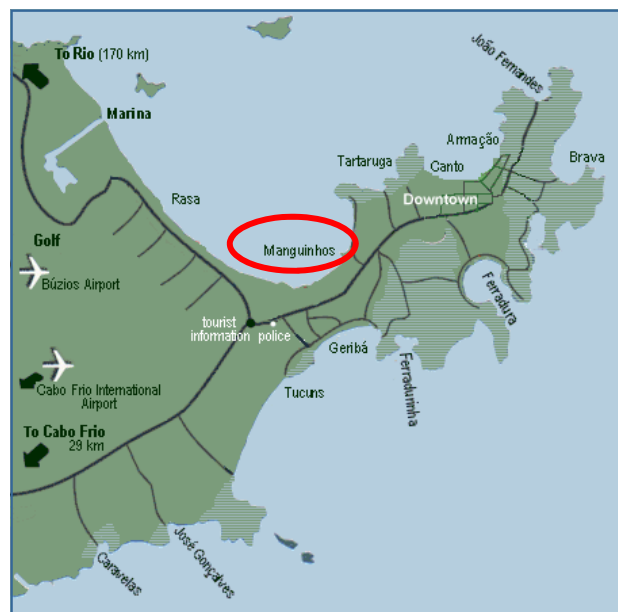 João Fernandes
To Rio (170 km)
Marina
Armação
Tartaruga
Canto
Brava
Rasa
Downtown
Golf
Manguinhos
Búzios Airport
Ferradura
tourist
information
police
Geribá
Ferradurinha
Cabo Frio International
Airport
Tucuns
To Cabo Frio
29 km
José Gonçalves
Caravelas